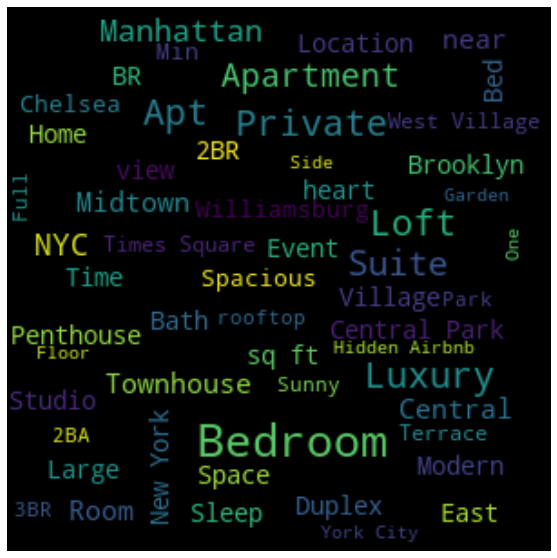 Manhattan
Min
Location
near
BR
Apartment
Bed
Chelsea
Apt
Private
West Village
Home
2BR
Side
Brooklyn
view
heart
Garden
Full
Midtown
Williamsburg
Loft
One
NYC
Times Square
Event
Suite
Time
Spacious
Village
Park
Bath
rooftop
Central Park
Penthouse
Floor
sq ft
Hidden Airbnb
Townhouse
Sunny
Luxury
Studio
Central
2BA
New York
Bedroom
Terrace
Large
Space
Modern
3BR
Room
Sleep
Duplex
East
York City